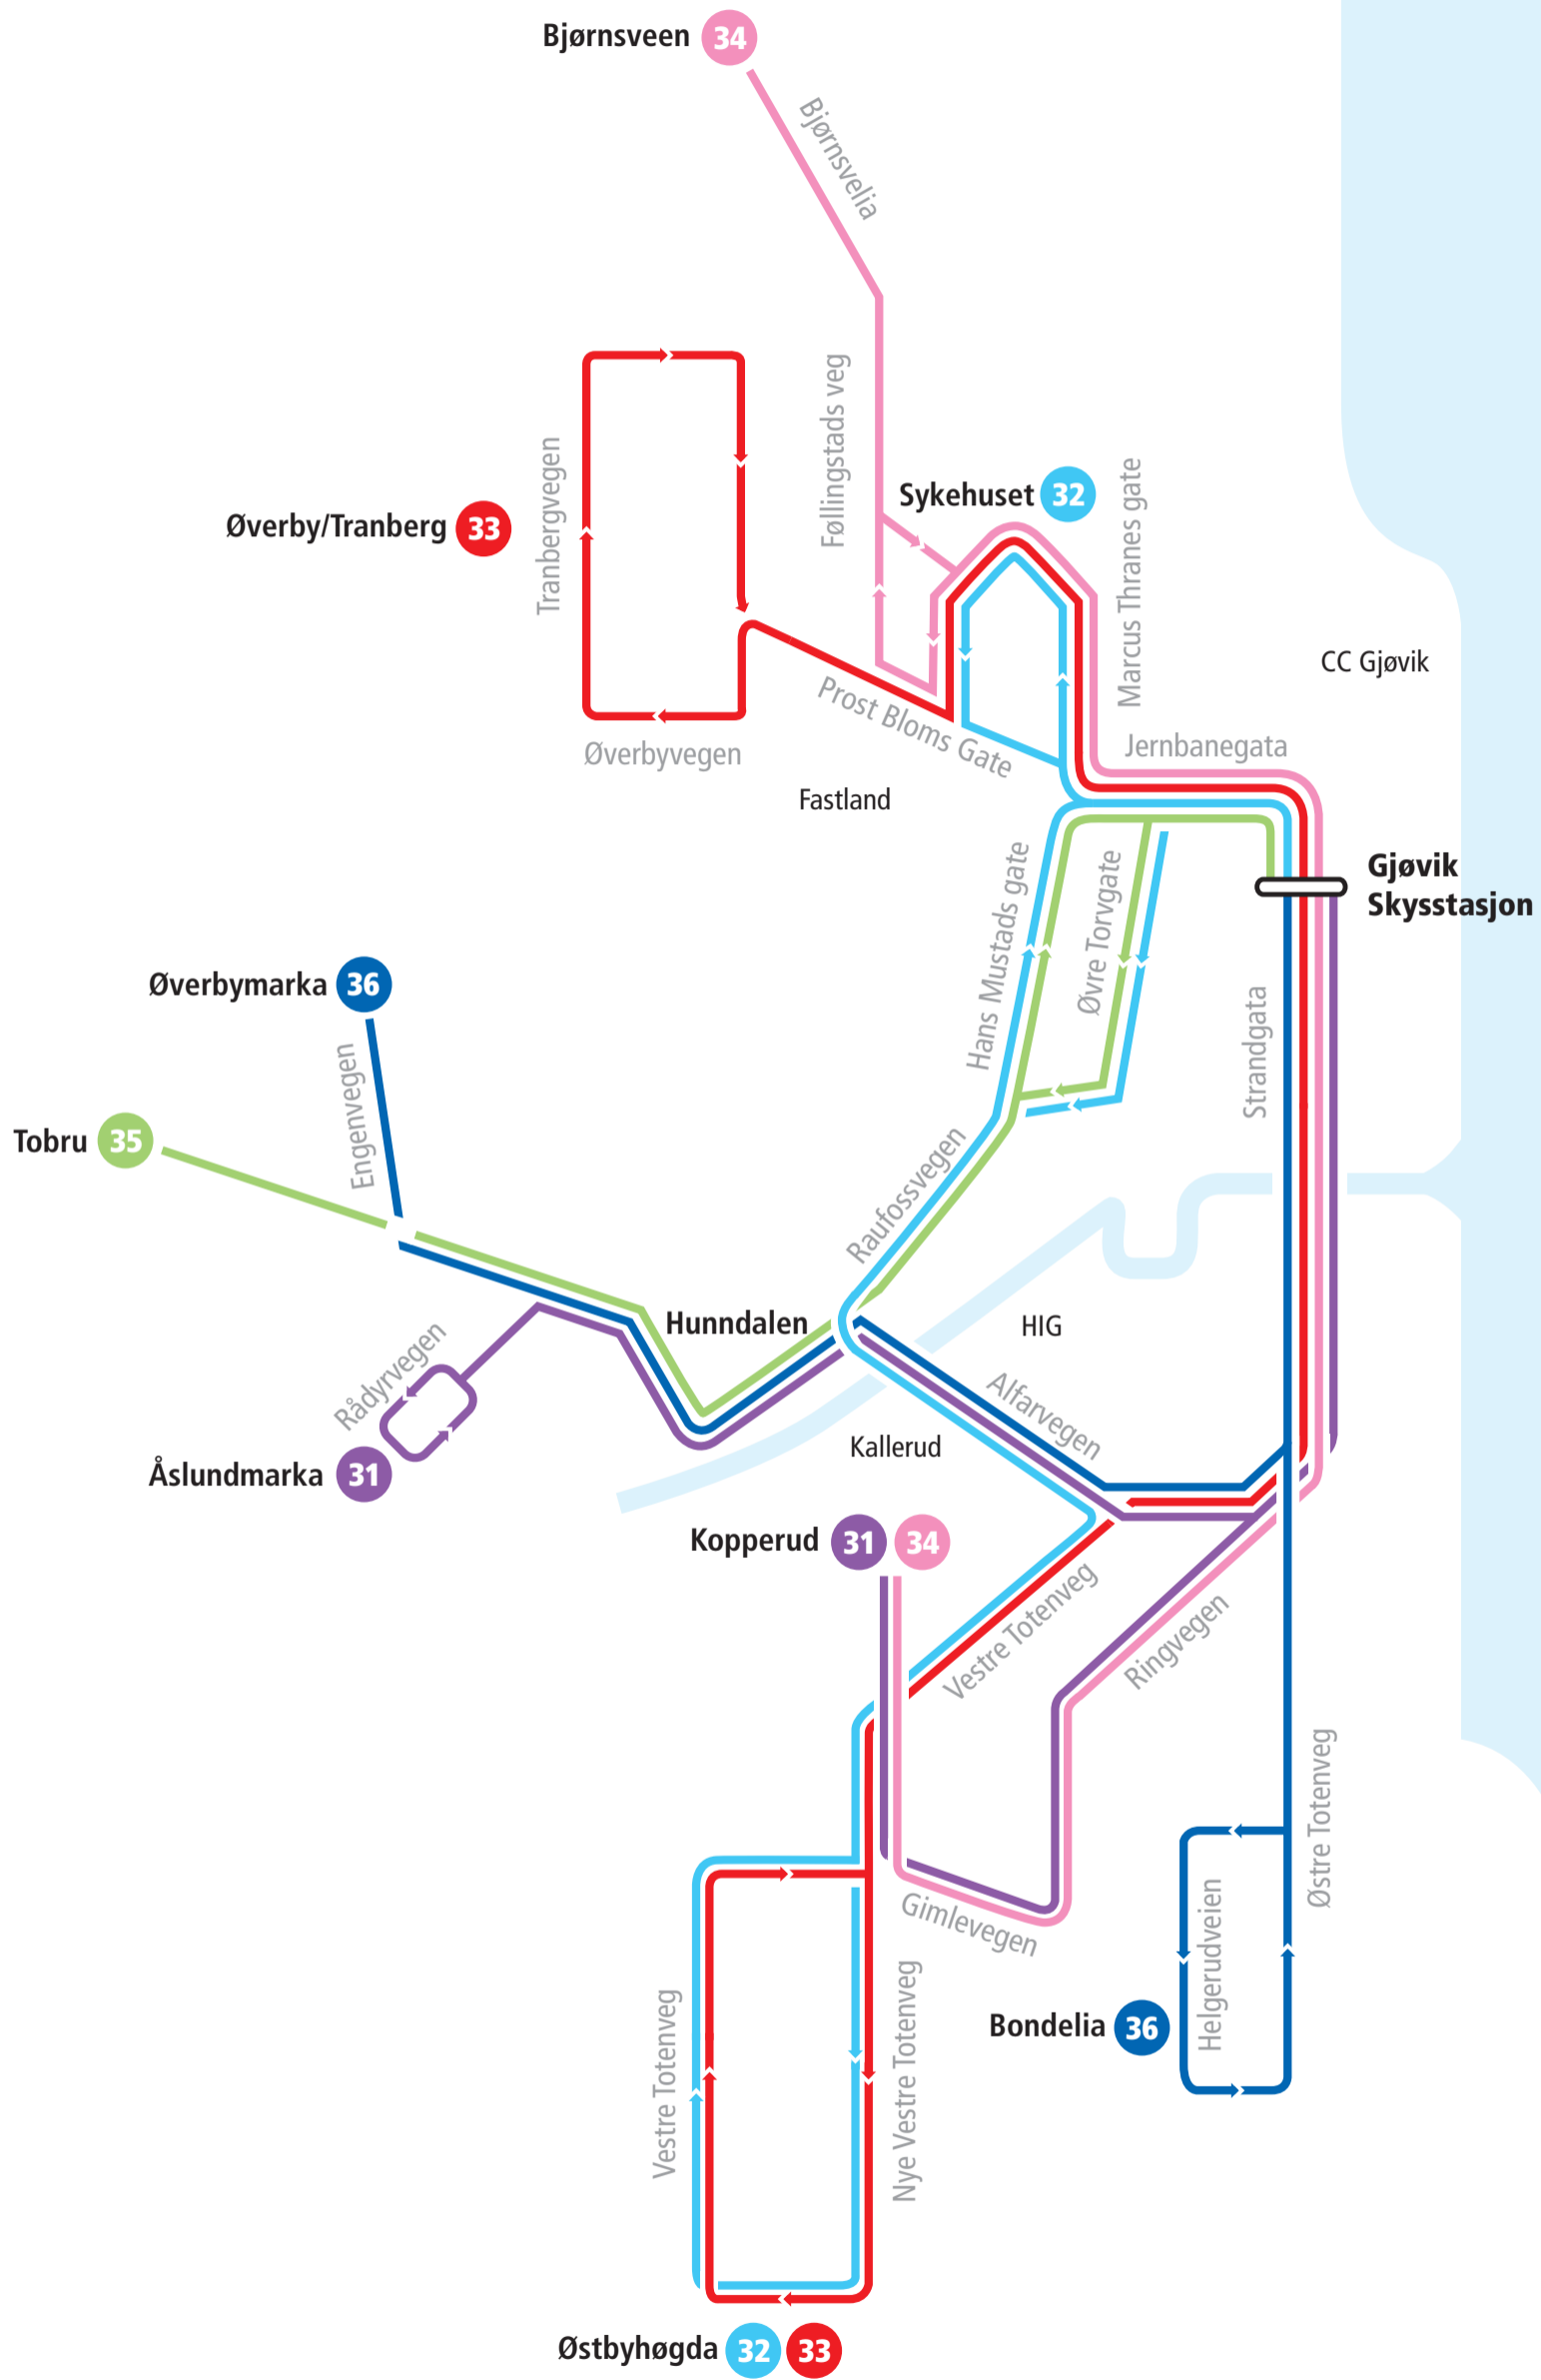 Bjørnsveen 34
Bjørnsvelia
Føllingstads veg
Tranbergvegen
Øverby/Tranberg 33
Sykehuset 32
Marcus Thranes gate
CC Gjøvik
Prost Bloms Gate
Jernbanegata
Øverbyvegen
Fastland
Gjøvik
Skysstasjon
Hans Mustads gate
Øvre Torvgate
Øverbymarka 36
Strandgata
Engenvegen
Tobru 35
Raufossvegen
Hunndalen
HIG
Rådyrvegen
Alfarvegen
Kallerud
Åslundmarka 31
Kopperud 31 34
Vestre Totenveg
Ringvegen
Østre Totenveg
Gimlevegen
Helgerudveien
Bondelia 36
Vestre Totenveg
Nye Vestre Totenveg
Østbyhøgda 32 33